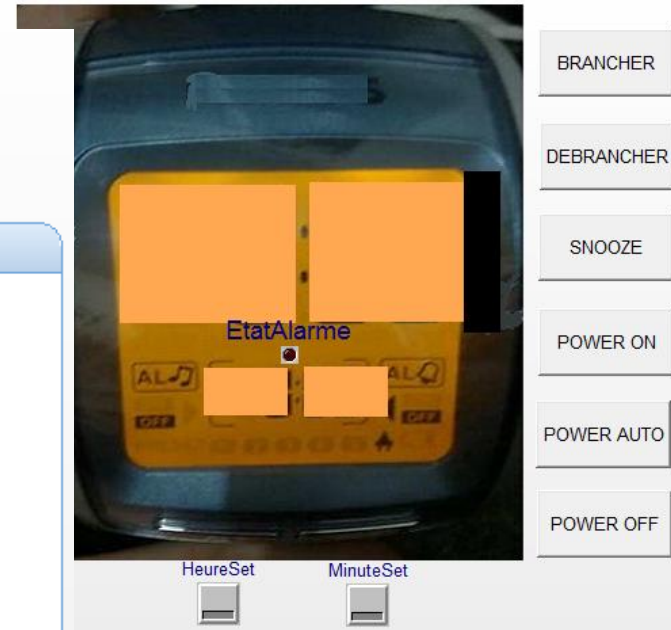 BRANCHER
DEBRANCHER
SNOOZE
EtatAlarme
POWER ON
AL
AL
OFF
OFF
POWER AUTO
POWER OFF
HeureSet
MinuteSet